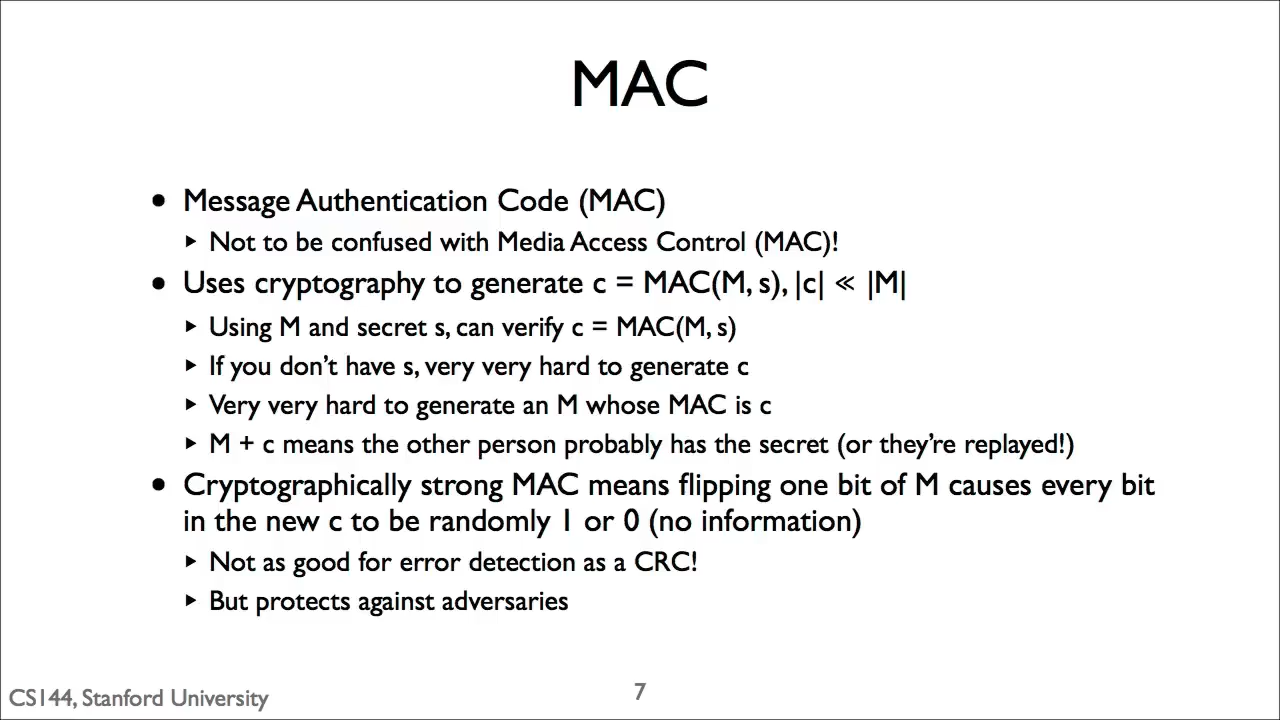 MAC
• Message Authentication Code (MAC)
‣ Not to be confused with Media Access Control (MAC)!
• Uses cryptography to generate c = MAC(M, s), |c| ≪ |M|
‣ Using M and secret s, can verify c = MAC(M, s)
‣ If you don’t have s, very very hard to generate c
‣ Very very hard to generate an M whose MAC is c
‣ M + c means the other person probably has the secret (or they’re replayed!)
• Cryptographically strong MAC means flipping one bit of M causes every bit
in the new c to be randomly 1 or 0 (no information)
‣ Not as good for error detection as a CRC!
‣ But protects against adversaries
CS144, Stanford University
7